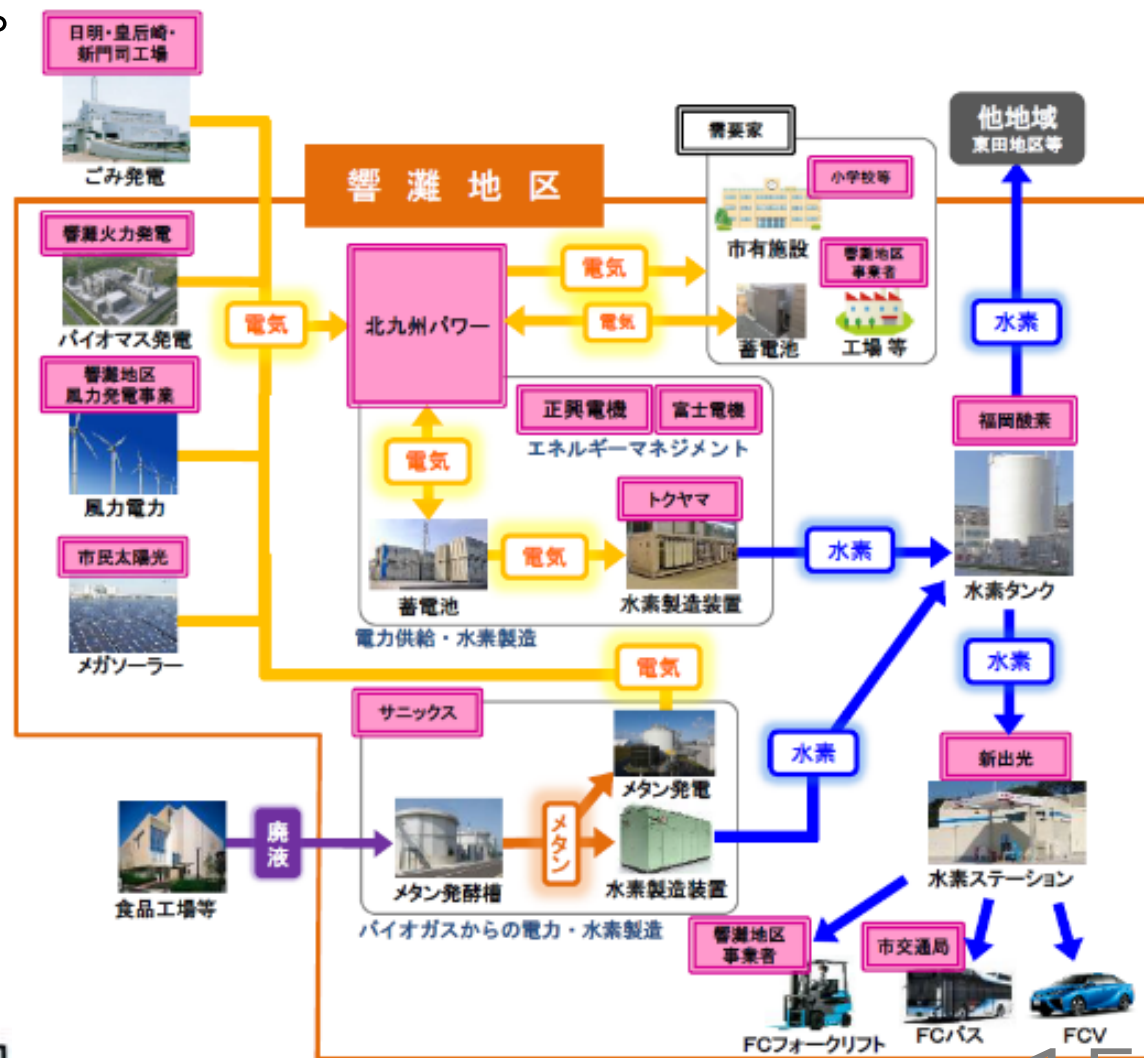 。
日明・皇后崎・
新門司工場
ごみ発電
響灘地区
需要家
小学校等
市有施設
響灘地区
事業者
蓄電池
工場 等
他地域
東田地区等
響灘火力発電
バイオマス発電
電気
北九州パワー
電気
電気
水素
響灘地区
風力発電事業
風力電力
正興電機
富士電機
エネルギーマネジメント
福岡酸素
電気
トクヤマ
電気
水素
市民太陽光
メガソーラー
蓄電池
水素製造装置
水素タンク
電力供給・水素製造
電気
水素
サニックス
メタン発電
水素
新出光
食品工場等
廃液
メタン発酵槽
メタン
水素製造装置
水素ステーション
バイオガスからの電力・水素製造
響灘地区
事業者
市交通局
FCフォークリフト
FCバス
FCV